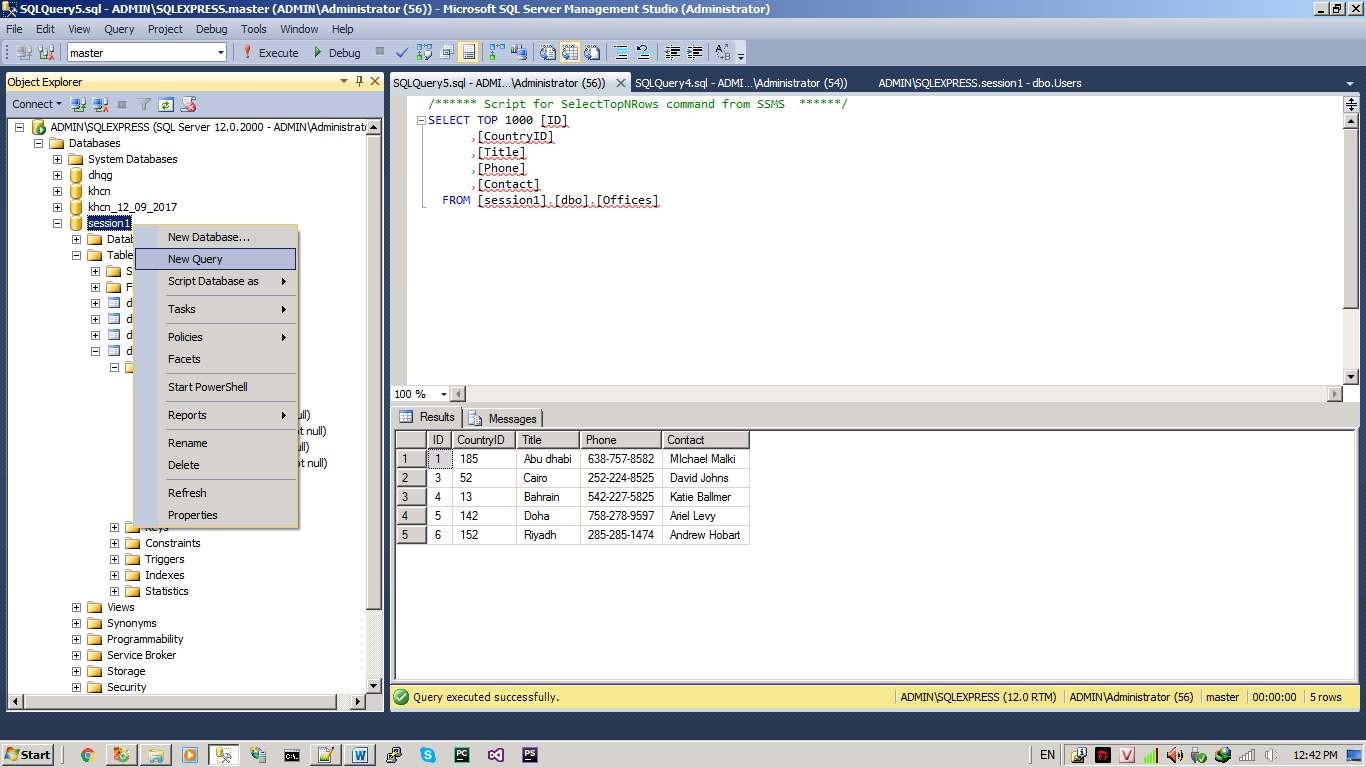 SQLQuery5.sql - ADMIN\SQLEXPRESS.master (ADMIN\Administrator (56)) - Microsoft SQL Server Management Studio (Administrator)
File Edit View Query Project Debug Tools Window Help
master Execute Debug
Object Explorer
Connect
ADMIN\SQLEXPRESS (SQL Server 12.0.2000 - ADMIN\Administrat
Databases
System Databases
dhqg
khcn
khcn_12_09_2017
session1
Datab
Table
S
F
d
d
d
d
ull)
t null)
ull)
t null)
Keys
Constraints
Triggers
Indexes
Statistics
Views
Synonyms
Programmability
Service Broker
Storage
Security
New Database...
New Query
Script Database as
Tasks
Policies
Facets
Start PowerShell
Reports
Rename
Delete
Refresh
Properties
SQLQuery5.sql - ADMI...\Administrator (56)) SQLQuery4.sql - ADMI...\Administrator (54)) ADMIN\SQLEXPRESS.session1 - dbo.Users
/****** Script for SelectTopNRows command from SSMS ******/
SELECT TOP 1000 [ID]
,[CountryID]
,[Title]
,[Phone]
,[Contact]
FROM [session1].[dbo].[Offices]
100 %
Results Messages
ID CountryID Title Phone Contact
1 1 185 Abu dhabi 638-757-8582 MIchael Malki
2 3 52 Cairo 252-224-8525 David Johns
3 4 13 Bahrain 542-227-5825 Katie Ballmer
4 5 142 Doha 758-278-9597 Ariel Levy
5 6 152 Riyadh 285-285-1474 Andrew Hobart
Query executed successfully. ADMIN\SQLEXPRESS (12.0 RTM) ADMIN\Administrator (56) master 00:00:00 5 rows
Start EN 12:42 PM